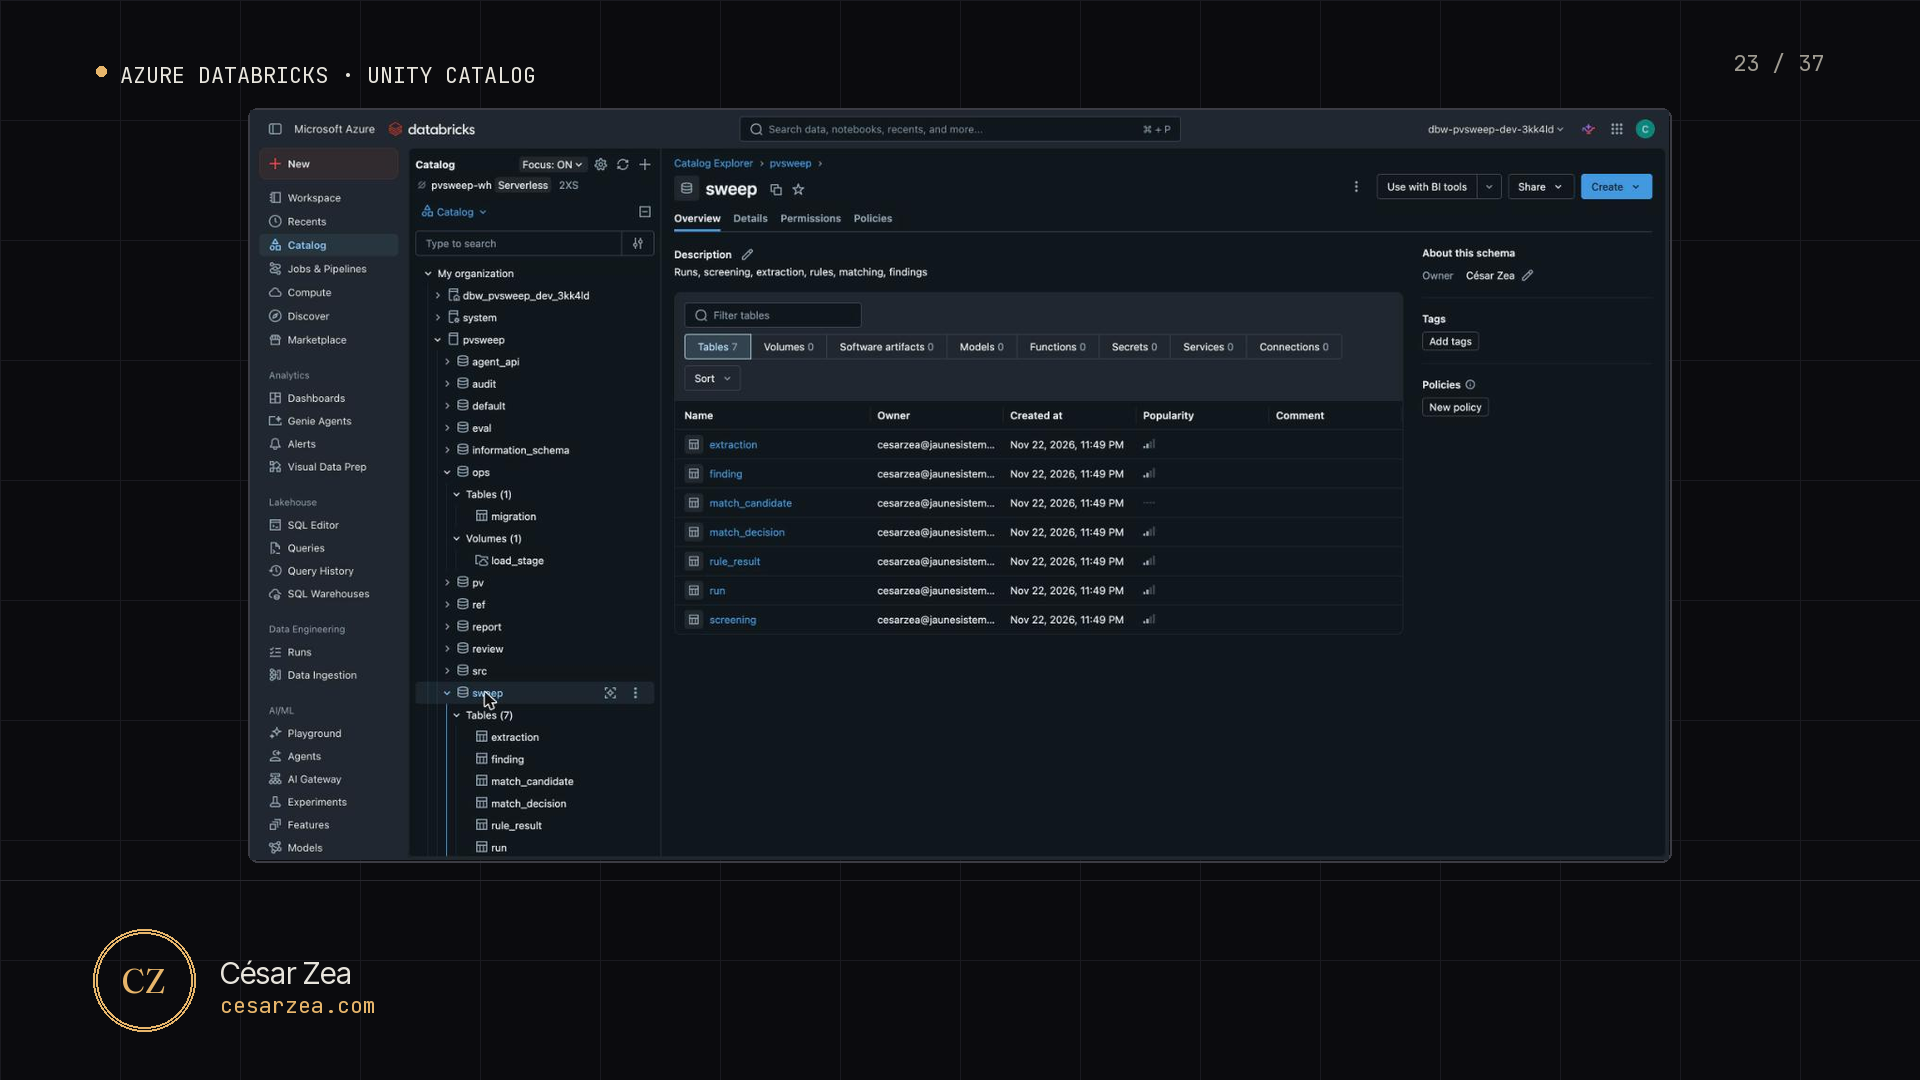 AZURE DATABRICKS · UNITY CATALOG
23 / 37
Microsoft Azure databricks
Search data, notebooks, recents, and more... ⌘ + P
dbw-pvsweep-dev-3kk4ld
C
New
Workspace
Recents
Catalog
Jobs & Pipelines
Compute
Discover
Marketplace
Analytics
Dashboards
Genie Agents
Alerts
Visual Data Prep
Lakehouse
SQL Editor
Queries
Query History
SQL Warehouses
Data Engineering
Runs
Data Ingestion
AI/ML
Playground
Agents
AI Gateway
Experiments
Features
Models
Catalog Focus: ON
pvsweep-wh Serverless 2XS
Catalog
Type to search
My organization
dbw_pvsweep_dev_3kk4ld
system
pvsweep
agent_api
audit
default
eval
information_schema
ops
Tables (1)
migration
Volumes (1)
load_stage
pv
ref
report
review
src
sweep
Tables (7)
extraction
finding
match_candidate
match_decision
rule_result
run
Catalog Explorer › pvsweep ›
sweep
Use with BI tools Share Create
Overview Details Permissions Policies
Description
Runs, screening, extraction, rules, matching, findings
Filter tables
Tables 7 Volumes 0 Software artifacts 0 Models 0 Functions 0 Secrets 0 Services 0 Connections 0
Sort
Name Owner Created at Popularity Comment
extraction cesarzea@jaunesistem... Nov 22, 2026, 11:49 PM
finding cesarzea@jaunesistem... Nov 22, 2026, 11:49 PM
match_candidate cesarzea@jaunesistem... Nov 22, 2026, 11:49 PM
match_decision cesarzea@jaunesistem... Nov 22, 2026, 11:49 PM
rule_result cesarzea@jaunesistem... Nov 22, 2026, 11:49 PM
run cesarzea@jaunesistem... Nov 22, 2026, 11:49 PM
screening cesarzea@jaunesistem... Nov 22, 2026, 11:49 PM
About this schema
Owner César Zea
Tags
Add tags
Policies
New policy
CZ
César Zea
cesarzea.com